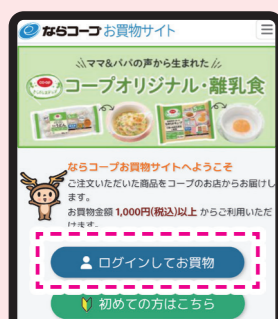 ならコープお買物サイト
ママ&パパの声から生まれた
コープオリジナル・離乳食
ならコープお買物サイトへようこそ
ご注文いただいた商品をコープのお店からお届けし
ます。
お買物金額 1,000円(税込)以上 からご利用いただ
けます。
ログインしてお買物
初めての方はこちら